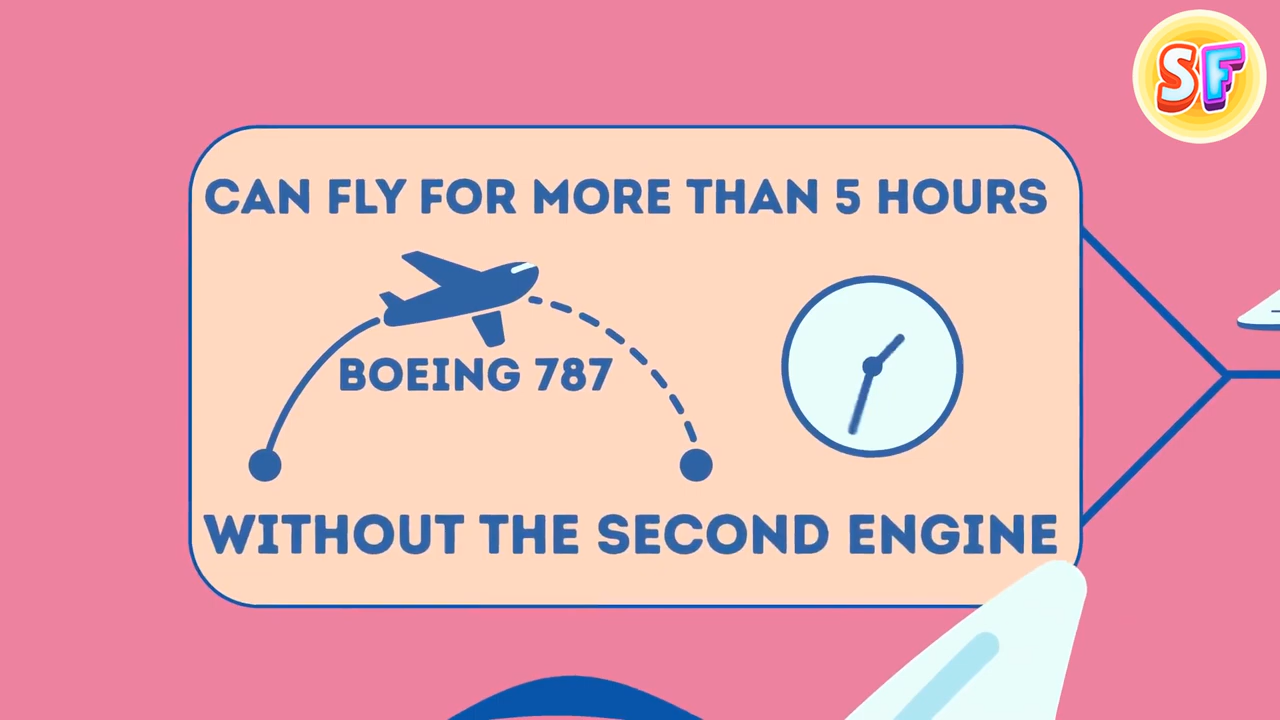 SF
CAN FLY FOR MORE THAN 5 HOURS
BOEING 787
WITHOUT THE SECOND ENGINE